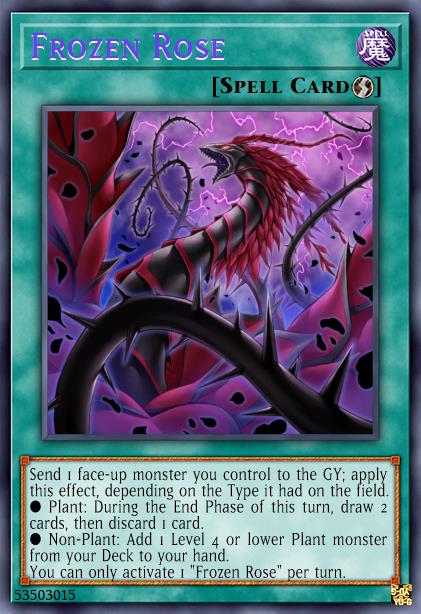 Frozen Rose
SPELL
魔
[Spell Card]
Send 1 face-up monster you control to the GY; apply
this effect, depending on the Type it had on the field.
● Plant: During the End Phase of this turn, draw 2
cards, then discard 1 card.
● Non-Plant: Add 1 Level 4 or lower Plant monster
from your Deck to your hand.
You can only activate 1 "Frozen Rose" per turn.
53503015